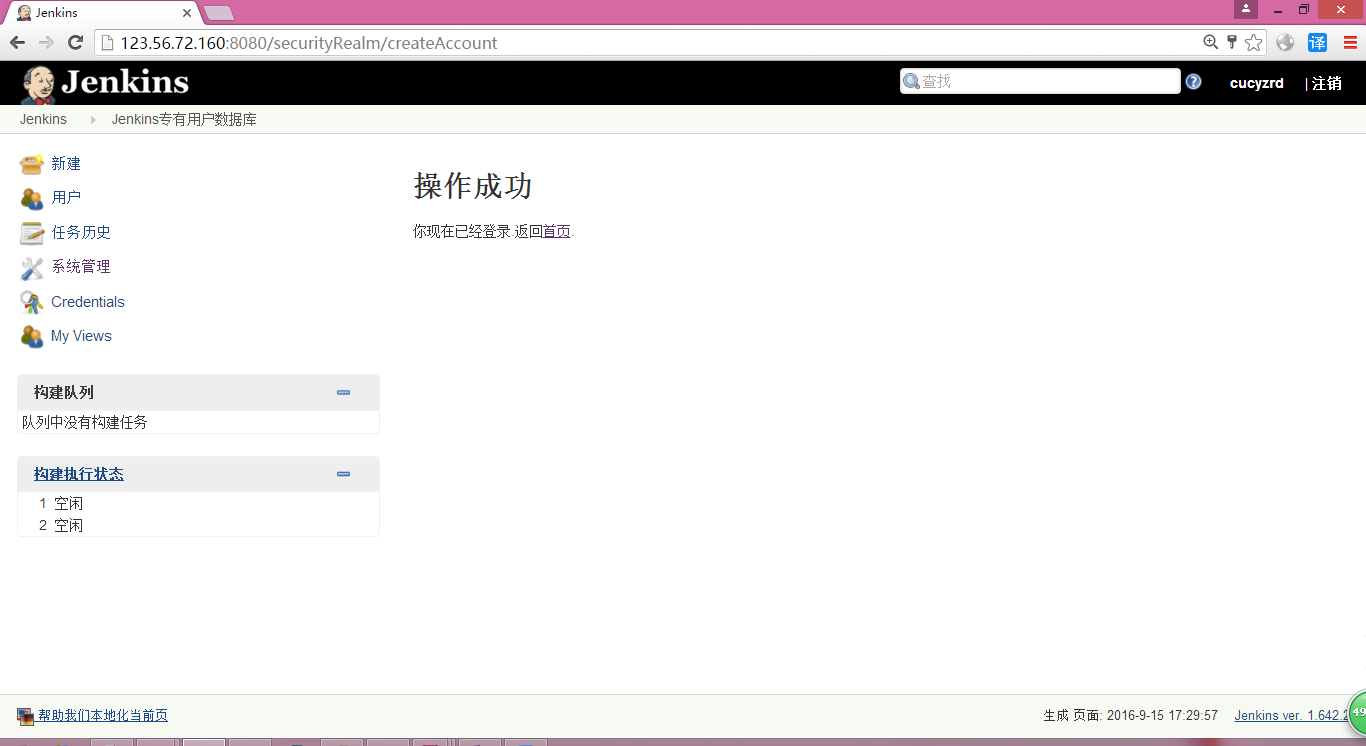 Jenkins
123.56.72.160:8080/securityRealm/createAccount
译
Jenkins
查找
cucyzrd
|注销
Jenkins
Jenkins专有用户数据库
新建
用户
任务历史
系统管理
Credentials
My Views
构建队列
队列中没有构建任务
构建执行状态
1 空闲
2 空闲
操作成功
你现在已经登录.返回首页.
帮助我们本地化当前页
生成 页面: 2016-9-15 17:29:57
Jenkins ver. 1.642.
49